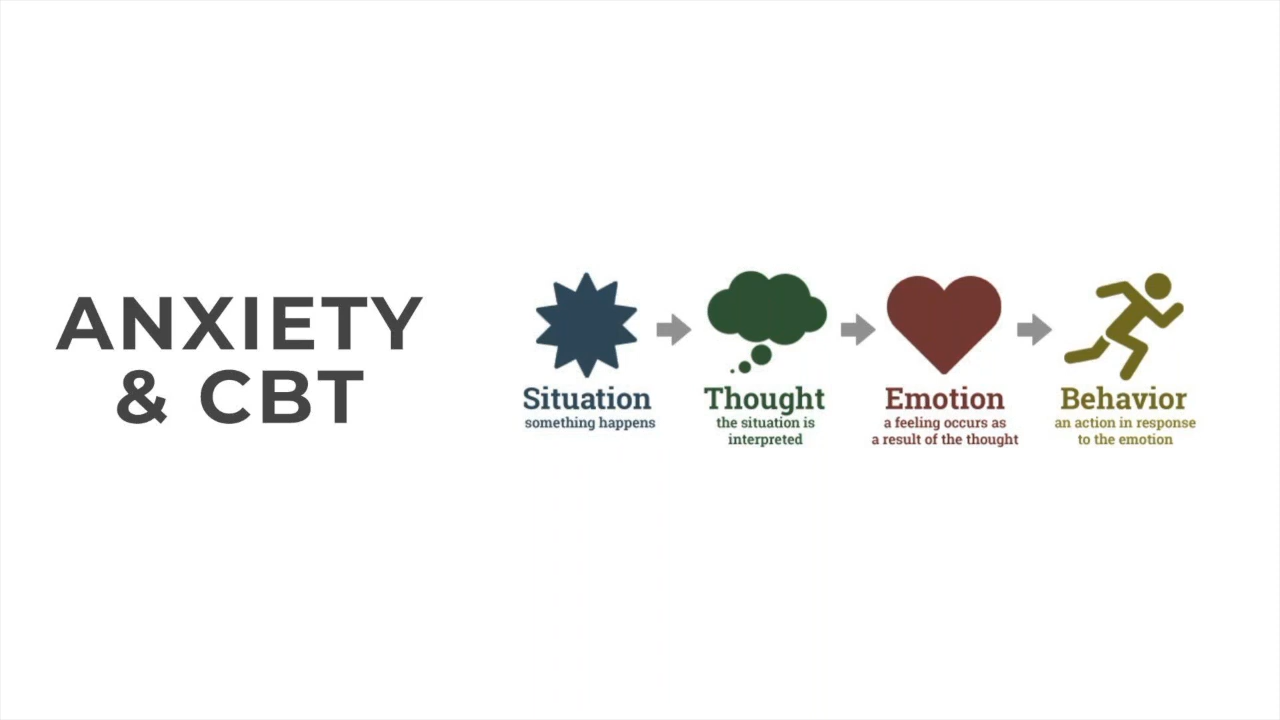 ANXIETY
& CBT
Situation
something happens
Thought
the situation is
interpreted
Emotion
a feeling occurs as
a result of the thought
Behavior
an action in response
to the emotion